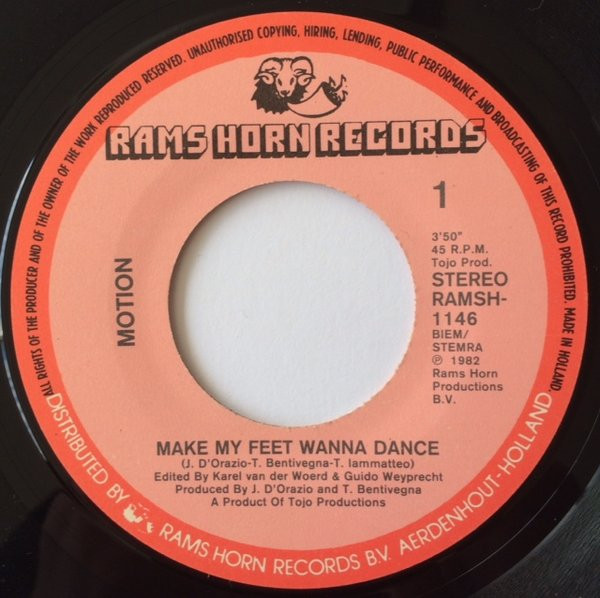 ALL RIGHTS OF THE PRODUCER AND OF THE OWNER OF THE WORK REPRODUCED RESERVED. UNAUTHORISED COPYING, HIRING, LENDING, PUBLIC PERFORMANCE AND BROADCASTING OF THIS RECORD PROHIBITED. MADE IN HOLLAND.
RAMS HORN RECORDS
MOTION
1
3'50"
45 R.P.M.
Tojo Prod.
STEREO
RAMSH-
1146
BIEM/
STEMRA
℗ 1982
Rams Horn
Productions
B.V.
MAKE MY FEET WANNA DANCE
(J. D'Orazio-T. Bentivegna-T. Iammatteo)
Edited By Karel van der Woerd & Guido Weyprecht
Produced By J. D'Orazio and T. Bentivegna
A Product Of Tojo Productions
DISTRIBUTED BY RAMS HORN RECORDS B.V. AERDENHOUT-HOLLAND